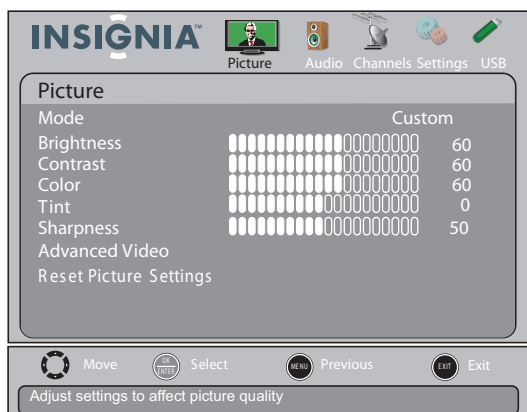 INSIGNIA™
Picture Audio Channels Settings USB
Picture
Mode Custom
Brightness 60
Contrast 60
Color 60
Tint 0
Sharpness 50
Advanced Video
Reset Picture Settings
Move OK ENTER Select MENU Previous EXIT Exit
Adjust settings to affect picture quality